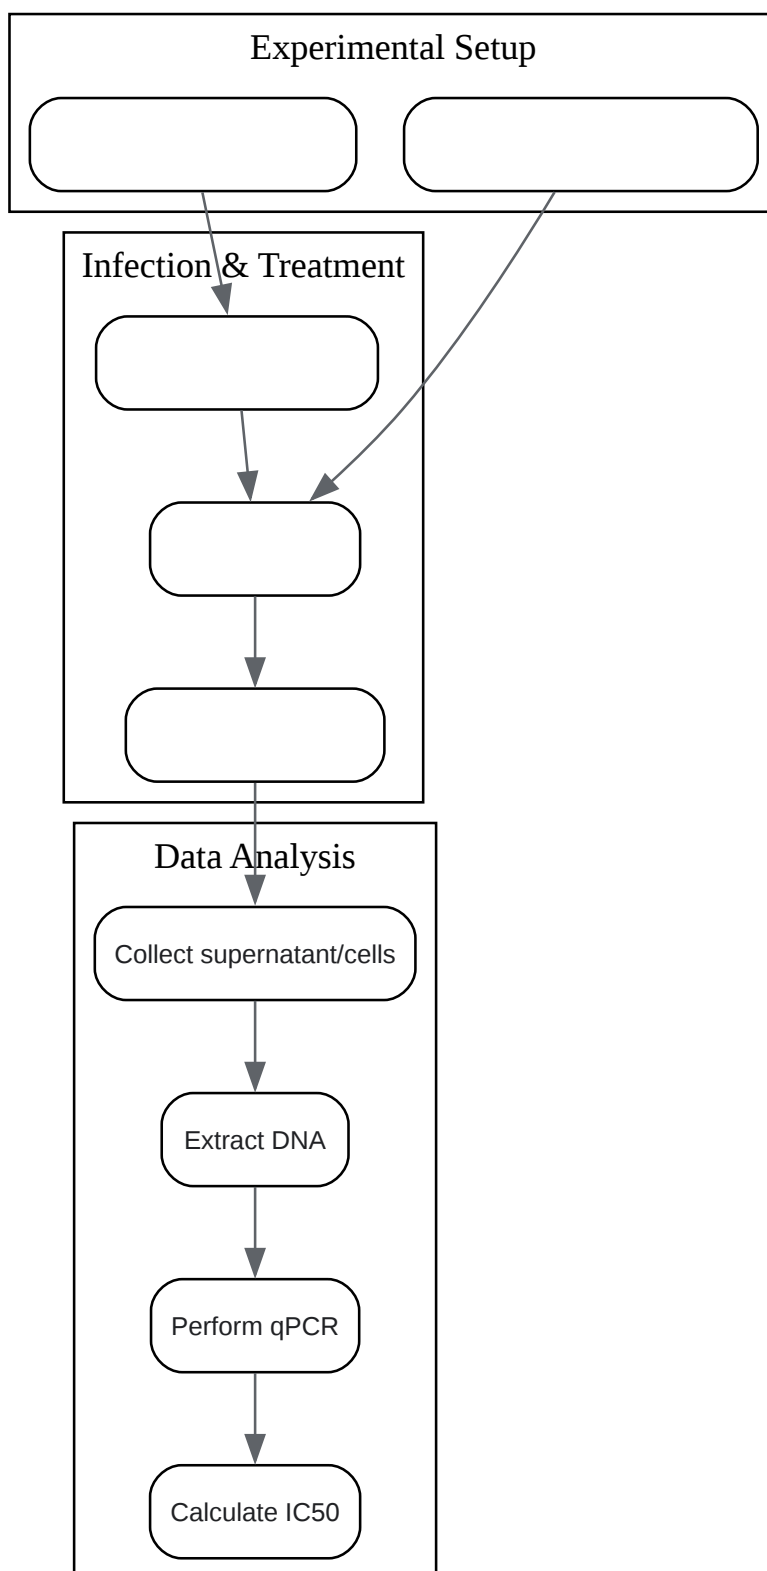 Experimental Setup
Infection & Treatment
Data Analysis
Collect supernatant/cells
Extract DNA
Perform qPCR
Calculate IC50